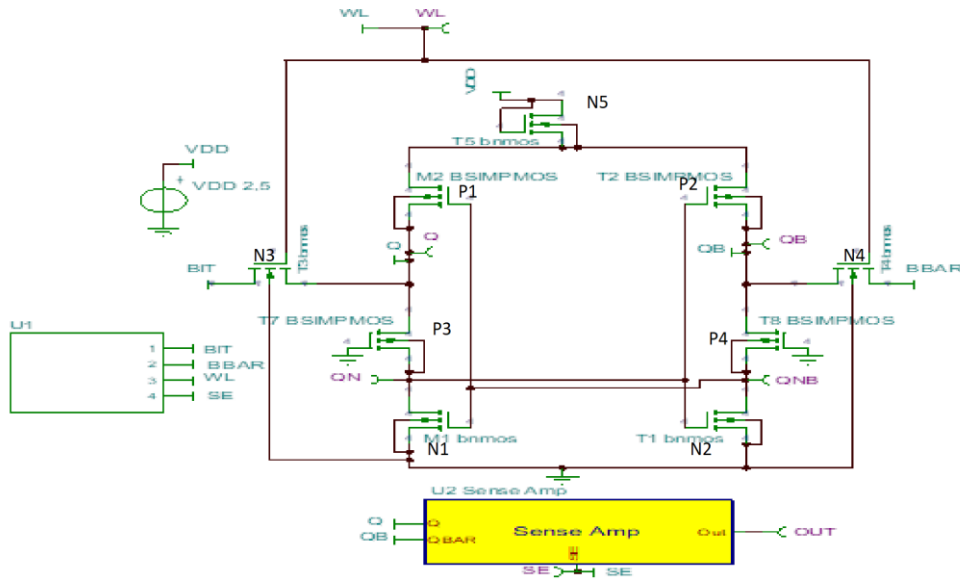 WL WL
VDD
N5
T5 bnmos
VDD
VDD 2,5
M2 BSIMPMOS
T2 BSIMPMOS
P1
P2
Q
Q
QB
QB
N3
T3 bnmos
N4
T4 bnmos
BIT
BBAR
T7 BSIMPMOS
T8 BSIMPMOS
P3
P4
U1
1 BIT
2 BBAR
3 WL
4 SE
QN
QNB
M1 bnmos
T1 bnmos
N1
N2
U2 Sense Amp
Q Q
QB QBAR
Sense Amp
Out OUT
SE
SE SE